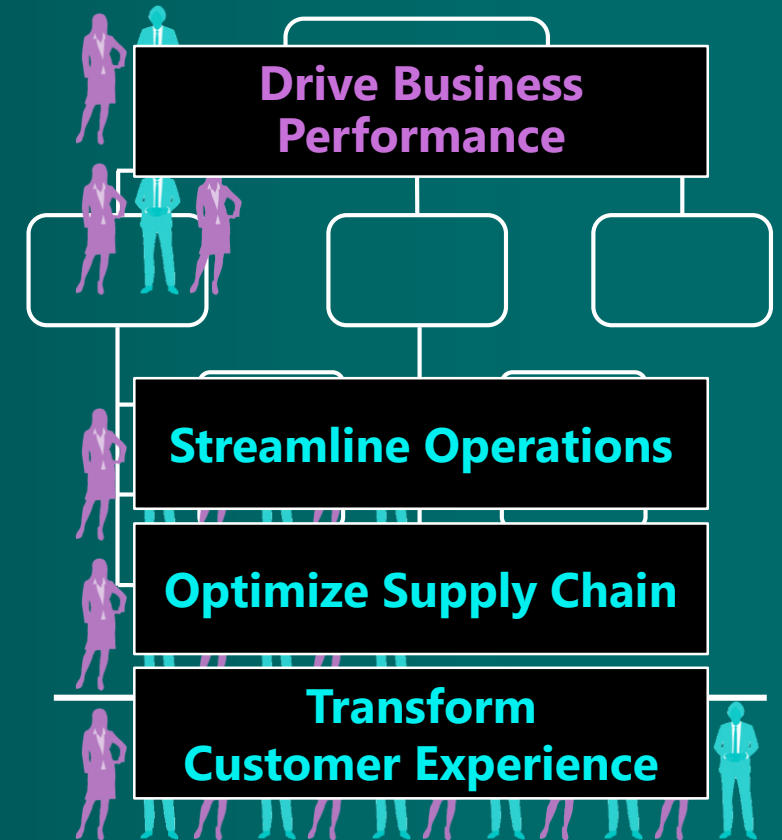 Drive Business
Performance
Streamline Operations
Optimize Supply Chain
Transform
Customer Experience